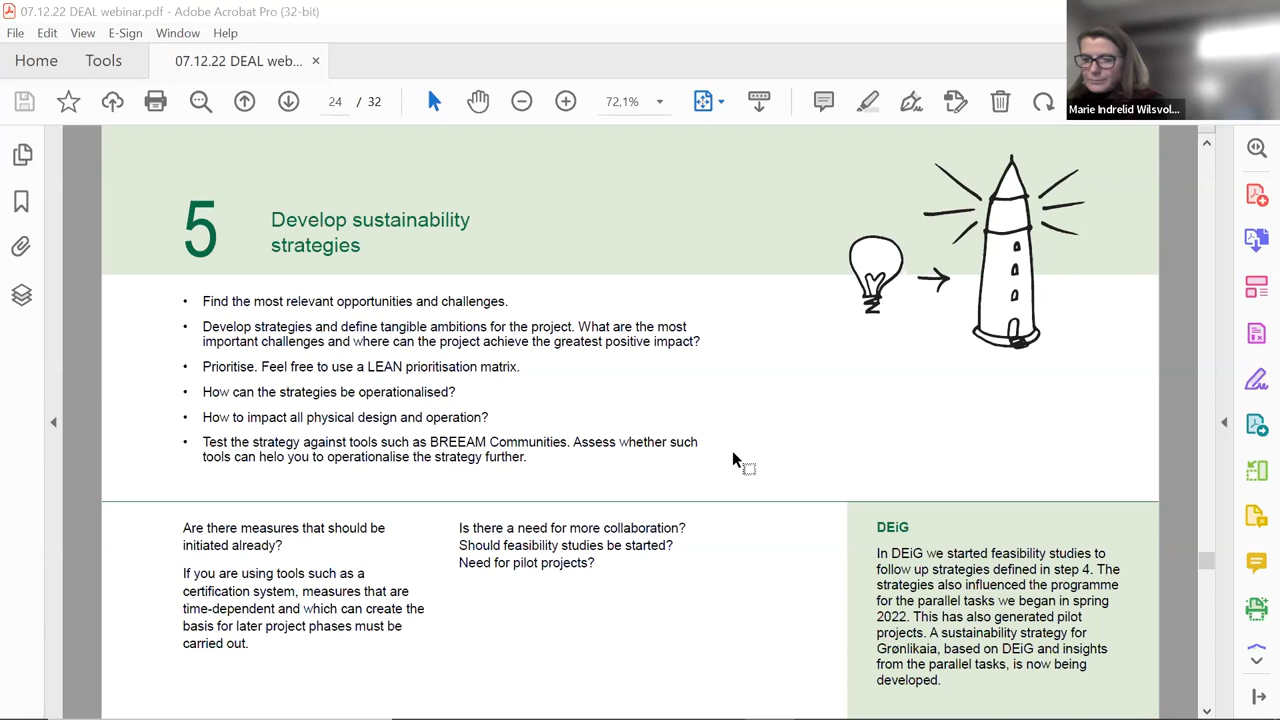 07.12.22 DEAL webinar.pdf - Adobe Acrobat Pro (32-bit)
File Edit View E-Sign Window Help
Home Tools 07.12.22 DEAL web... ×
24 / 32 72,1%
Marie Indrelid Wilsvol...
5
Develop sustainability
strategies
• Find the most relevant opportunities and challenges.
• Develop strategies and define tangible ambitions for the project. What are the most
important challenges and where can the project achieve the greatest positive impact?
• Prioritise. Feel free to use a LEAN prioritisation matrix.
• How can the strategies be operationalised?
• How to impact all physical design and operation?
• Test the strategy against tools such as BREEAM Communities. Assess whether such
tools can helo you to operationalise the strategy further.
Are there measures that should be
initiated already?
If you are using tools such as a
certification system, measures that are
time-dependent and which can create the
basis for later project phases must be
carried out.
Is there a need for more collaboration?
Should feasibility studies be started?
Need for pilot projects?
DEiG
In DEiG we started feasibility studies to
follow up strategies defined in step 4. The
strategies also influenced the programme
for the parallel tasks we began in spring
2022. This has also generated pilot
projects. A sustainability strategy for
Grønlikaia, based on DEiG and insights
from the parallel tasks, is now being
developed.